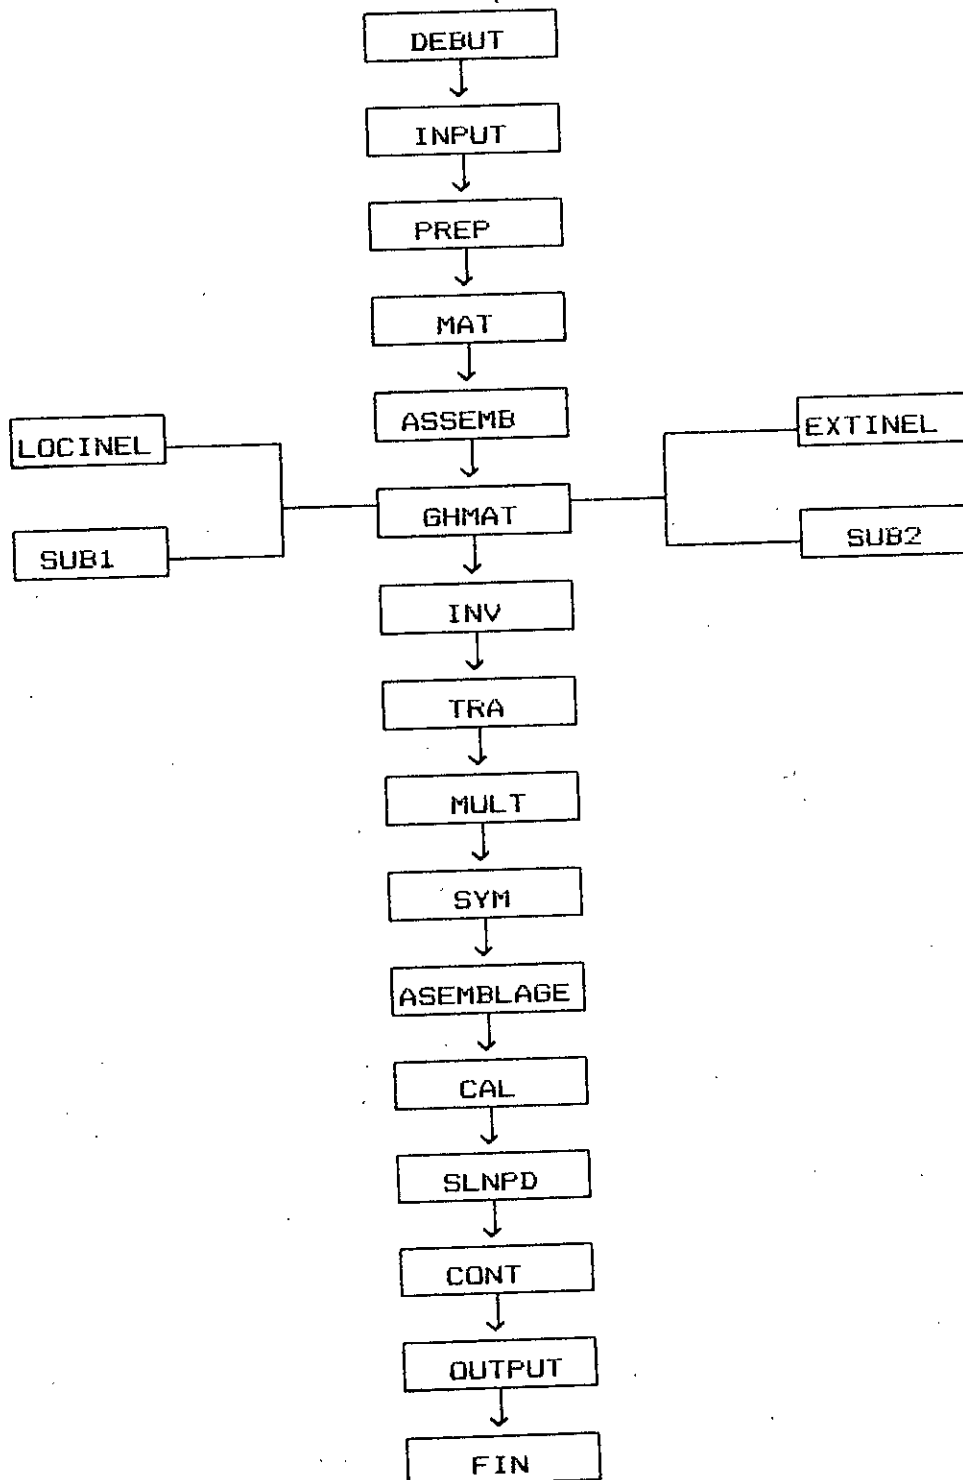 DEBUT
INPUT
PREP
MAT
ASSEMB
LOCINEL
EXTINEL
GHMAT
SUB1
SUB2
INV
TRA
MULT
SYM
ASEMBLAGE
CAL
SLNPD
CONT
OUTPUT
FIN